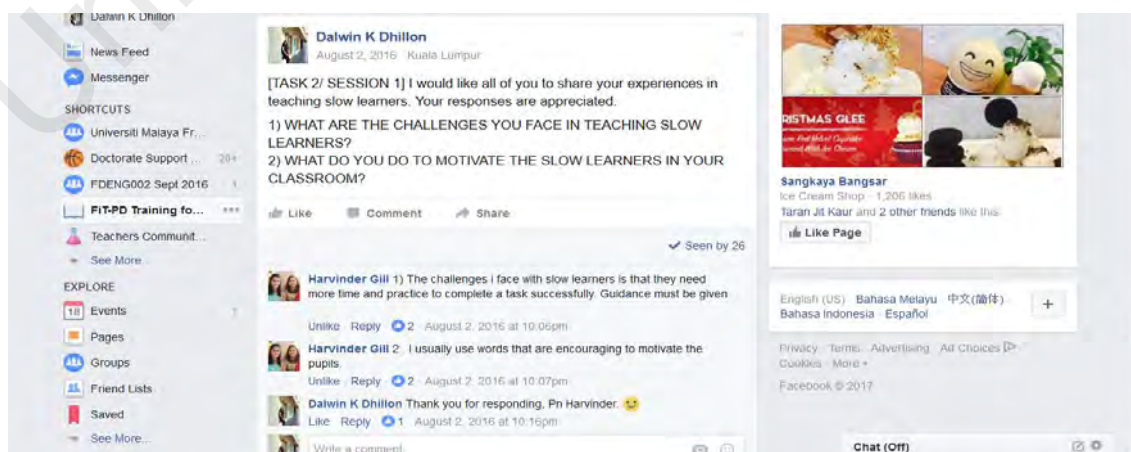 Dalwin K Dhillon
News Feed
Messenger
SHORTCUTS
Universiti Malaya Fr...
Doctorate Support ... 20+
FDENG002 Sept 2016 1
FiT-PD Training fo...
Teachers Communit...
See More
EXPLORE
Events
Pages
Groups
Friend Lists
Saved
See More...
Dalwin K Dhillon
August 2, 2016 Kuala Lumpur
[TASK 2/ SESSION 1] I would like all of you to share your experiences in
teaching slow learners. Your responses are appreciated.
1) WHAT ARE THE CHALLENGES YOU FACE IN TEACHING SLOW
LEARNERS?
2) WHAT DO YOU DO TO MOTIVATE THE SLOW LEARNERS IN YOUR
CLASSROOM?
Like Comment Share
Seen by 26
Harvinder Gill 1) The challenges i face with slow learners is that they need
more time and practice to complete a task successfully. Guidance must be given
Unlike · Reply · 2 · August 2, 2016 at 10:06pm
Harvinder Gill 2. I usually use words that are encouraging to motivate the
pupils.
Unlike · Reply · 2 · August 2, 2016 at 10:07pm
Dalwin K Dhillon Thank you for responding, Pn Harvinder. 
Like · Reply · 1 · August 2, 2016 at 10:16pm
Write a comment...
RISTMAS GLEE
Sangkaya Bangsar
Ice Cream Shop · 1,206 likes
Taran Jit Kaur and 2 other friends like this.
Like Page
English (US) · Bahasa Melayu · 中文(简体) ·
Bahasa Indonesia · Español
Privacy · Terms · Advertising · Ad Choices
Cookies · More
Facebook © 2017
Chat (Off)